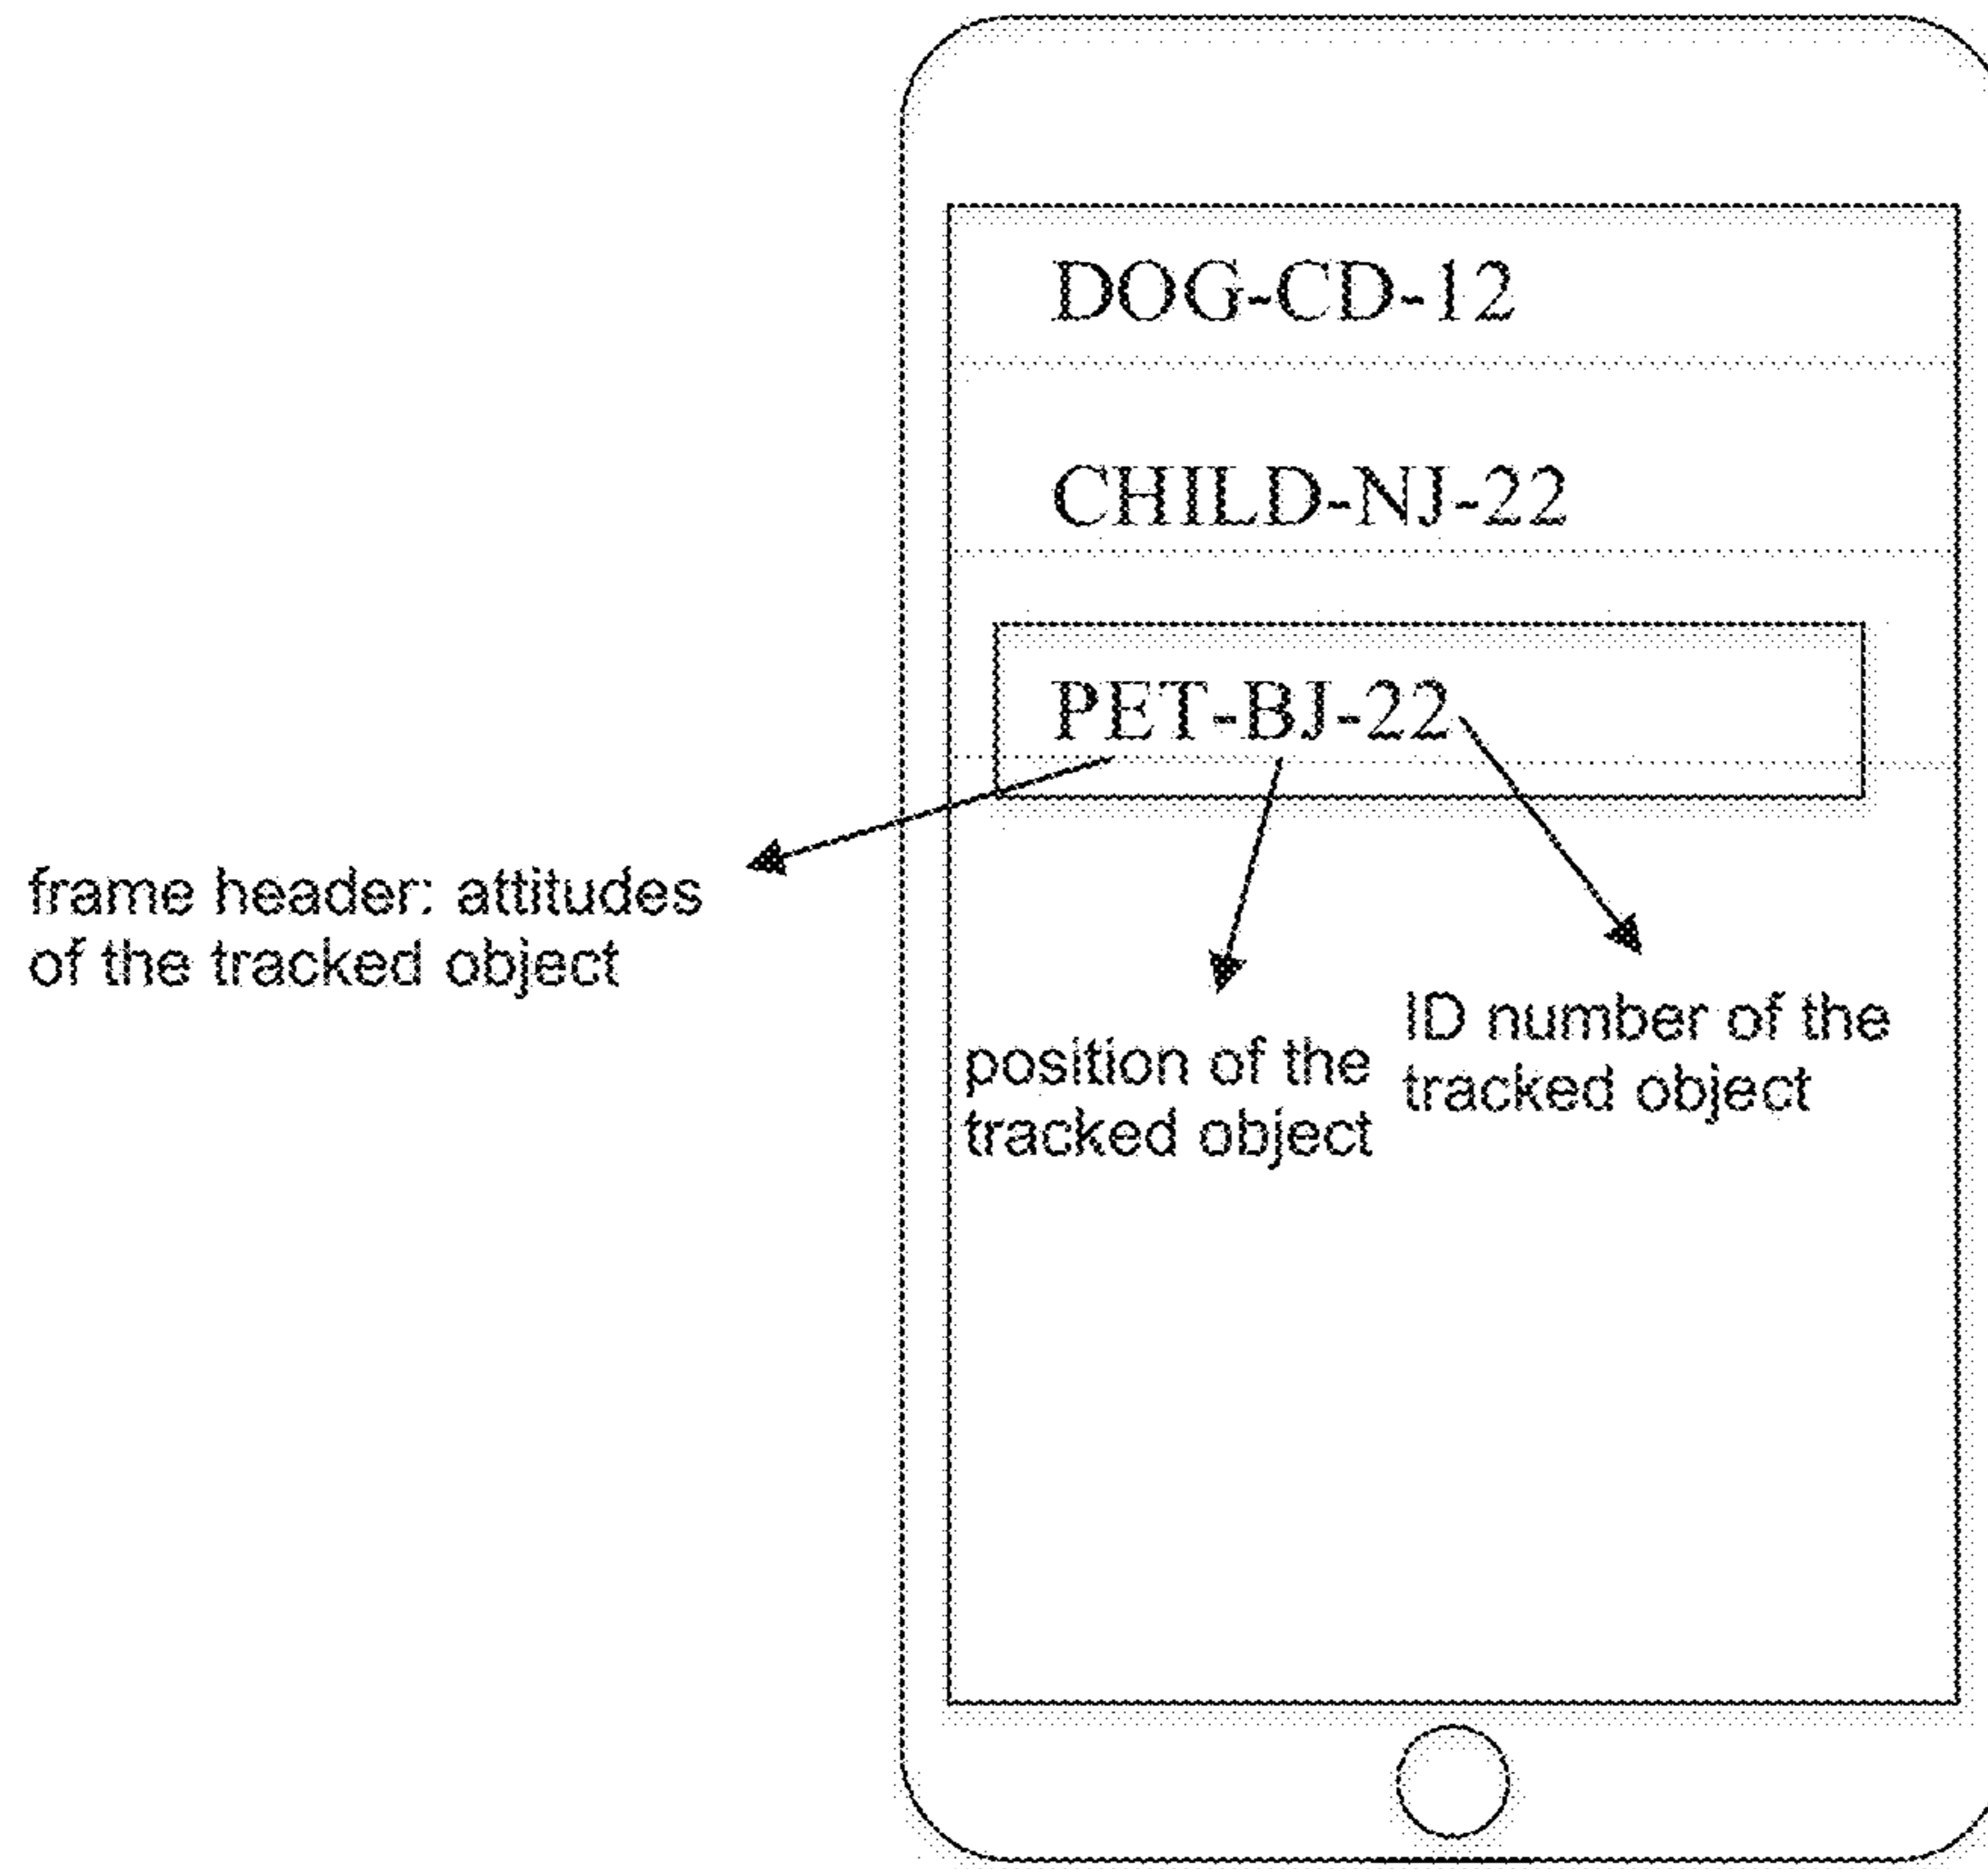 DOG-CD-12
CHILD-NJ-22
PET-BJ-22
frame header: attitudes
of the tracked object
position of the
tracked object
ID number of the
tracked object